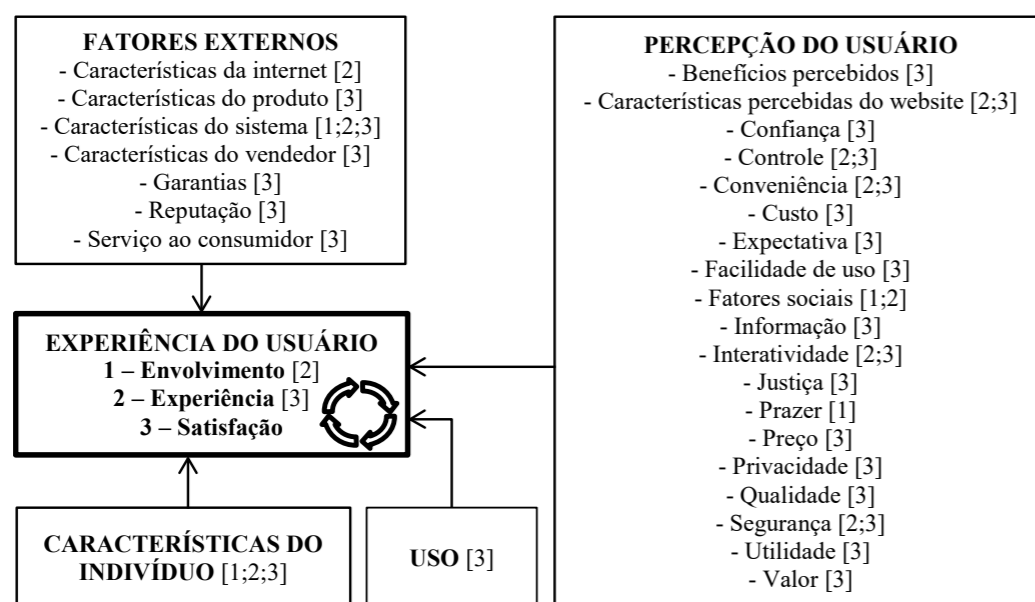 FATORES EXTERNOS
- Características da internet [2]
- Características do produto [3]
- Características do sistema [1;2;3]
- Características do vendedor [3]
- Garantias [3]
- Reputação [3]
- Serviço ao consumidor [3]
EXPERIÊNCIA DO USUÁRIO
1 – Envolvimento [2]
2 – Experiência [3]
3 – Satisfação
CARACTERÍSTICAS DO
INDIVÍDUO [1;2;3]
USO [3]
PERCEPÇÃO DO USUÁRIO
- Benefícios percebidos [3]
- Características percebidas do website [2;3]
- Confiança [3]
- Controle [2;3]
- Conveniência [2;3]
- Custo [3]
- Expectativa [3]
- Facilidade de uso [3]
- Fatores sociais [1;2]
- Informação [3]
- Interatividade [2;3]
- Justiça [3]
- Prazer [1]
- Preço [3]
- Privacidade [3]
- Qualidade [3]
- Segurança [2;3]
- Utilidade [3]
- Valor [3]